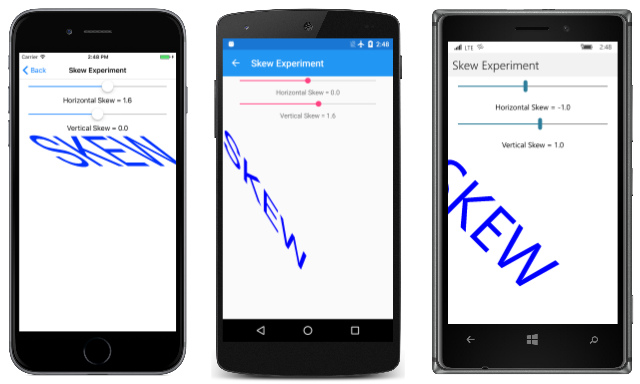 Carrier 2:48 PM
Back Skew Experiment
Horizontal Skew = 1.6
Vertical Skew = 0.0
SKEW
2:48
Skew Experiment
Horizontal Skew = 0.0
Vertical Skew = 1.6
SKEW
LTE 2:48
Skew Experiment
Horizontal Skew = -1.0
Vertical Skew = 1.0
SKEW